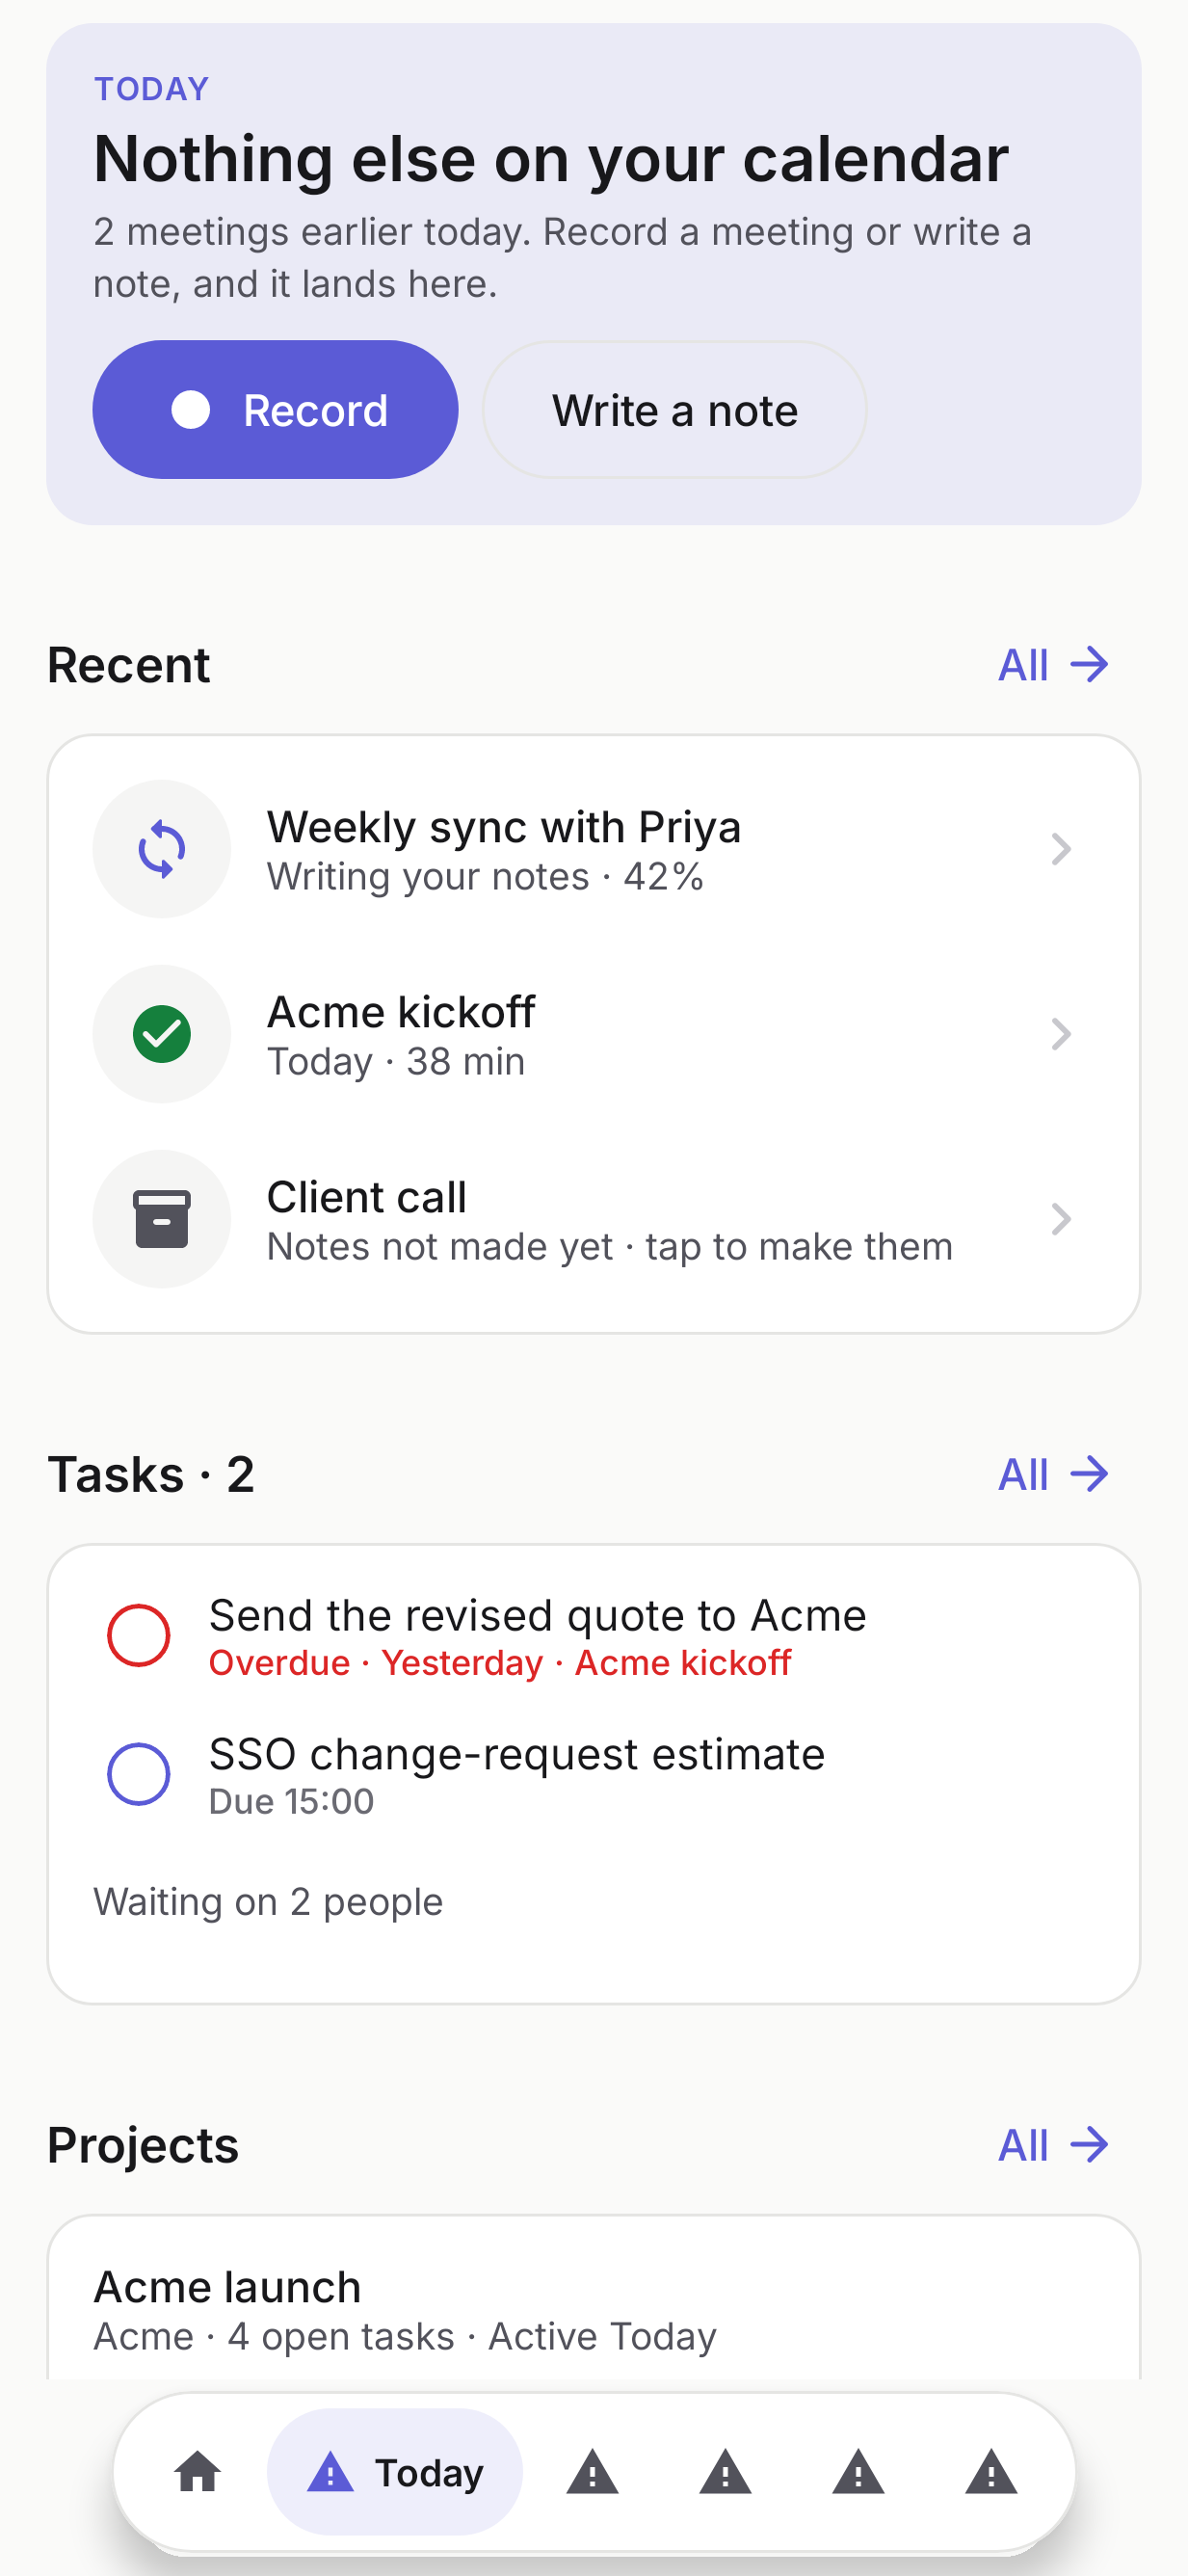 TODAY
Nothing else on your calendar
2 meetings earlier today. Record a meeting or write a
note, and it lands here.
Record
Write a note
Recent
All
Weekly sync with Priya
Writing your notes · 42%
Acme kickoff
Today · 38 min
Client call
Notes not made yet · tap to make them
Tasks · 2
All
Send the revised quote to Acme
Overdue · Yesterday · Acme kickoff
SSO change-request estimate
Due 15:00
Waiting on 2 people
Projects
All
Acme launch
Acme · 4 open tasks · Active Today
Today